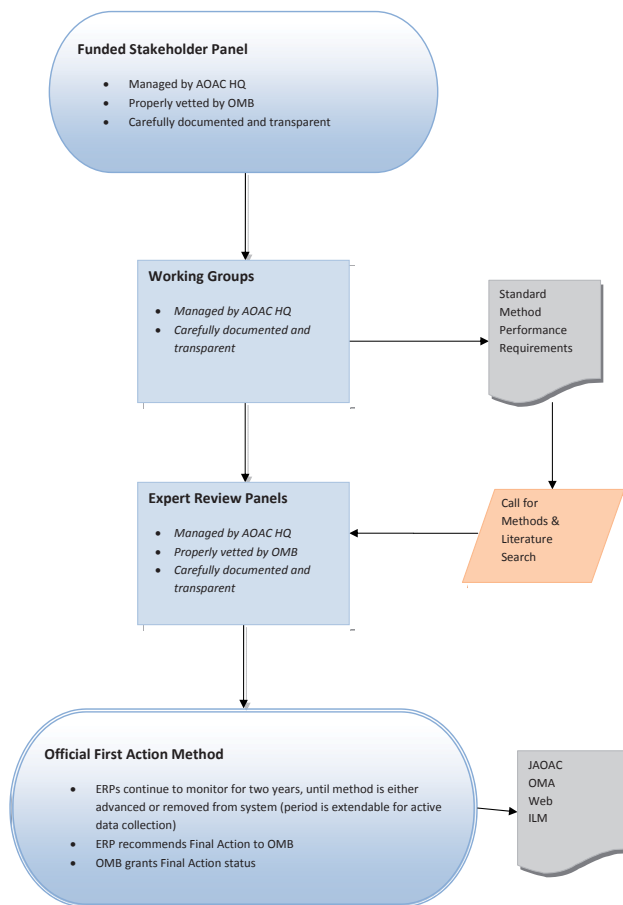 Funded Stakeholder Panel
• Managed by AOAC HQ
• Properly vetted by OMB
• Carefully documented and transparent
Working Groups
• Managed by AOAC HQ
• Carefully documented and
transparent
Standard
Method
Performance
Requirements
Expert Review Panels
• Managed by AOAC HQ
• Properly vetted by OMB
• Carefully documented and
transparent
Call for
Methods &
Literature
Search
Official First Action Method
• ERPs continue to monitor for two years, until method is either
advanced or removed from system (period is extendable for active
data collection)
• ERP recommends Final Action to OMB
• OMB grants Final Action status
JAOAC
OMA
Web
ILM